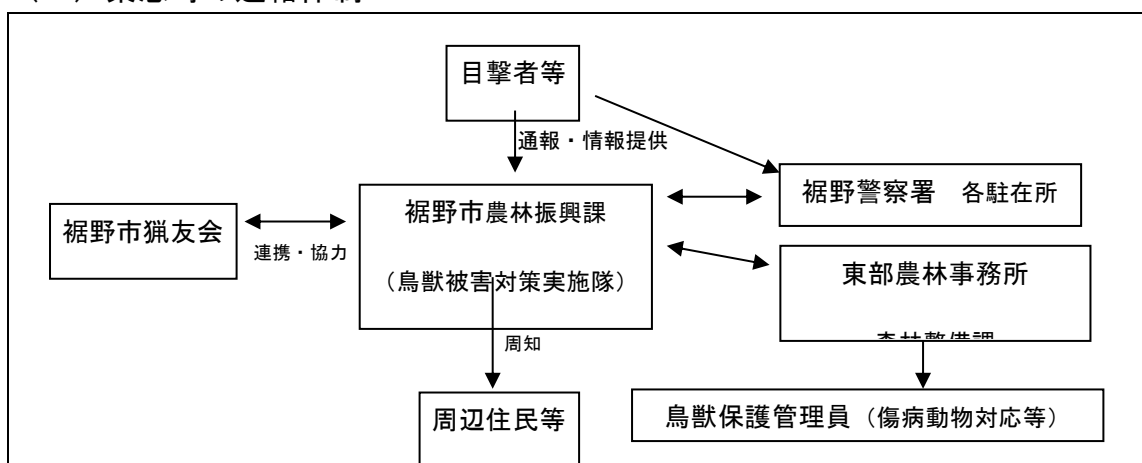 目撃者等
通報・情報提供
裾野警察署　各駐在所
裾野市猟友会
連携・協力
裾野市農林振興課
（鳥獣被害対策実施隊）
東部農林事務所
周知
周辺住民等
鳥獣保護管理員（傷病動物対応等）